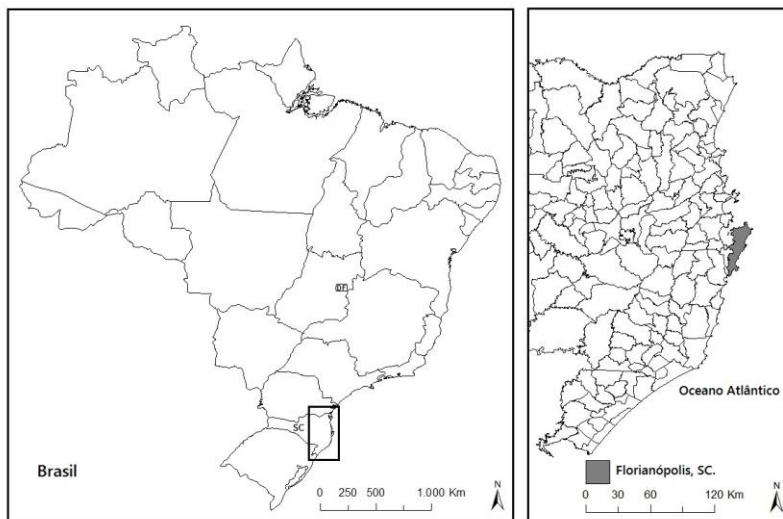 DF
SC
Brasil
0 250 500 1.000 Km
N
Oceano Atlântico
Florianópolis, SC.
0 30 60 120 Km
N